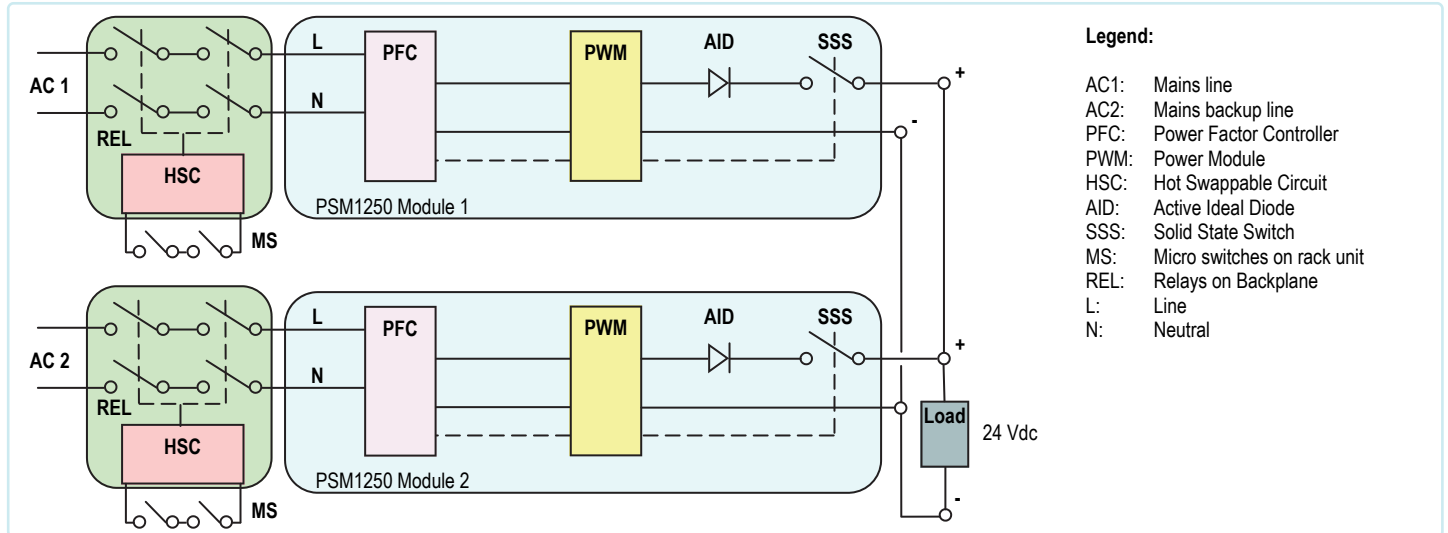 L
PFC
PWM
AID
SSS
+
AC 1
N
-
REL
HSC
PSM1250 Module 1
MS
L
PFC
PWM
AID
SSS
+
AC 2
N
REL
HSC
Load
24 Vdc
PSM1250 Module 2
-
MS
Legend:
AC1: Mains line
AC2: Mains backup line
PFC: Power Factor Controller
PWM: Power Module
HSC: Hot Swappable Circuit
AID: Active Ideal Diode
SSS: Solid State Switch
MS: Micro switches on rack unit
REL: Relays on Backplane
L: Line
N: Neutral